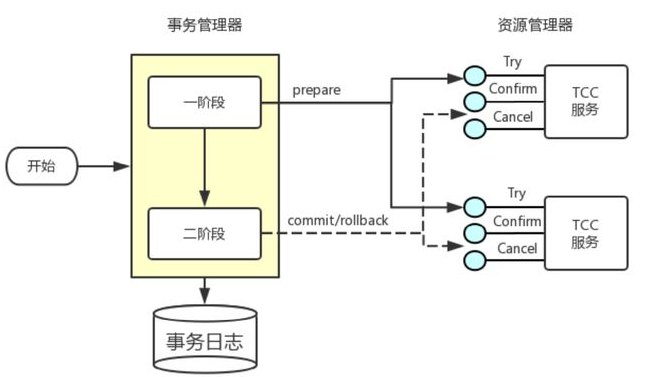 事务管理器
资源管理器
一阶段
prepare
Try
Confirm
Cancel
TCC
服务
开始
二阶段
commit/rollback
Try
Confirm
Cancel
TCC
服务
事务日志